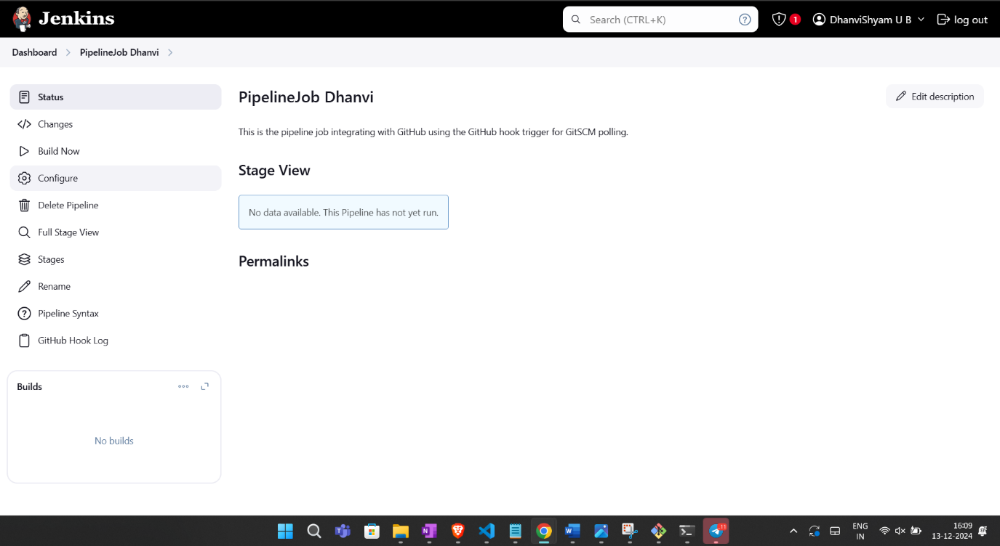 Jenkins
Search (CTRL+K)
?
1
DhanviShyam U B
log out
Dashboard
PipelineJob Dhanvi
Status
Changes
Build Now
Configure
Delete Pipeline
Full Stage View
Stages
Rename
Pipeline Syntax
GitHub Hook Log
Builds
No builds
PipelineJob Dhanvi
Edit description
This is the pipeline job integrating with GitHub using the GitHub hook trigger for GitSCM polling.
Stage View
No data available. This Pipeline has not yet run.
Permalinks
11
ENG
IN
16:09
13-12-2024